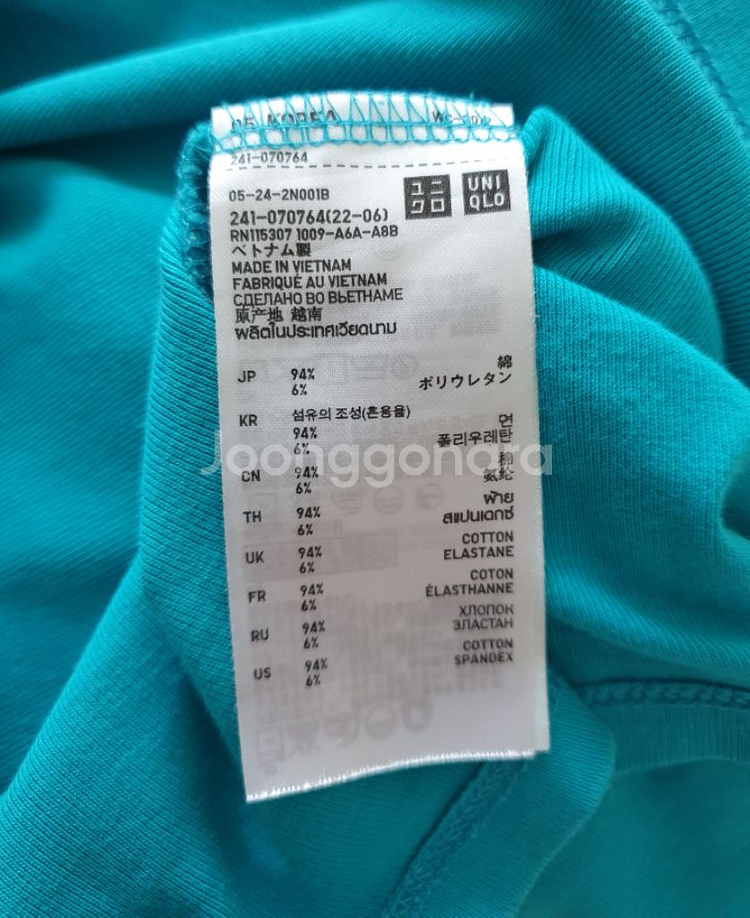 05 KOREA
241-070764
05-24-2N001B
ユニクロ
UNIQLO
241-070764(22-06)
RN115307 1009-A6A-A8B
ベトナム製
MADE IN VIETNAM
FABRIQUÉ AU VIETNAM
СДЕЛАНО ВО ВЬЕТНАМЕ
原产地 越南
ผลิตในประเทศเวียดนาม
JP 94% 綿
6% ポリウレタン
KR 섬유의 조성(혼용율)
94% 면
6% 폴리우레탄
Joonggonara
CN 94% 棉
6% 氨纶
TH 94% ฝ้าย
6% สแปนเดกซ์
UK 94% COTTON
6% ELASTANE
FR 94% COTON
6% ÉLASTHANNE
RU 94% ХЛОПОК
6% ЭЛАСТАН
US 94% COTTON
6% SPANDEX